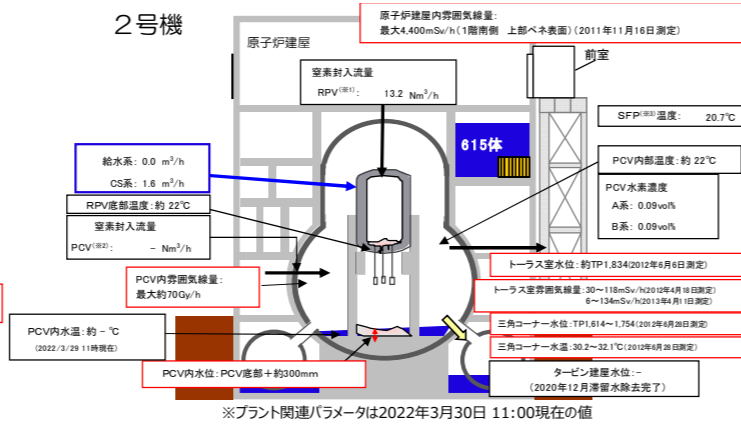 2号機
原子炉建屋内雰囲気線量:
最大4,400mSv/h(1階南側 上部ペネ表面)(2011年11月16日測定)
原子炉建屋
前室
窒素封入流量
RPV(※1): 13.2 Nm³/h
SFP(※3)温度: 20.7℃
615体
給水系: 0.0 m³/h
CS系: 1.6 m³/h
PCV内部温度:約 22℃
PCV水素濃度
A系: 0.09vol%
B系: 0.09vol%
RPV底部温度:約 22℃
窒素封入流量
PCV(※2): - Nm³/h
トーラス室水位:約TP1,834(2012年6月6日測定)
PCV内雰囲気線量:
最大約70Gy/h
トーラス室雰囲気線量:30~118mSv/h(2012年4月18日測定)
6~134mSv/h(2013年4月11日測定)
三角コーナー水位:TP1,614~1,754(2012年6月28日測定)
PCV内水温:約 - ℃
(2022/3/29 11時現在)
三角コーナー水温:30.2~32.1℃(2012年6月28日測定)
PCV内水位:PCV底部+約300mm
タービン建屋水位:-
(2020年12月滞留水除去完了)
※プラント関連パラメータは2022年3月30日 11:00現在の値